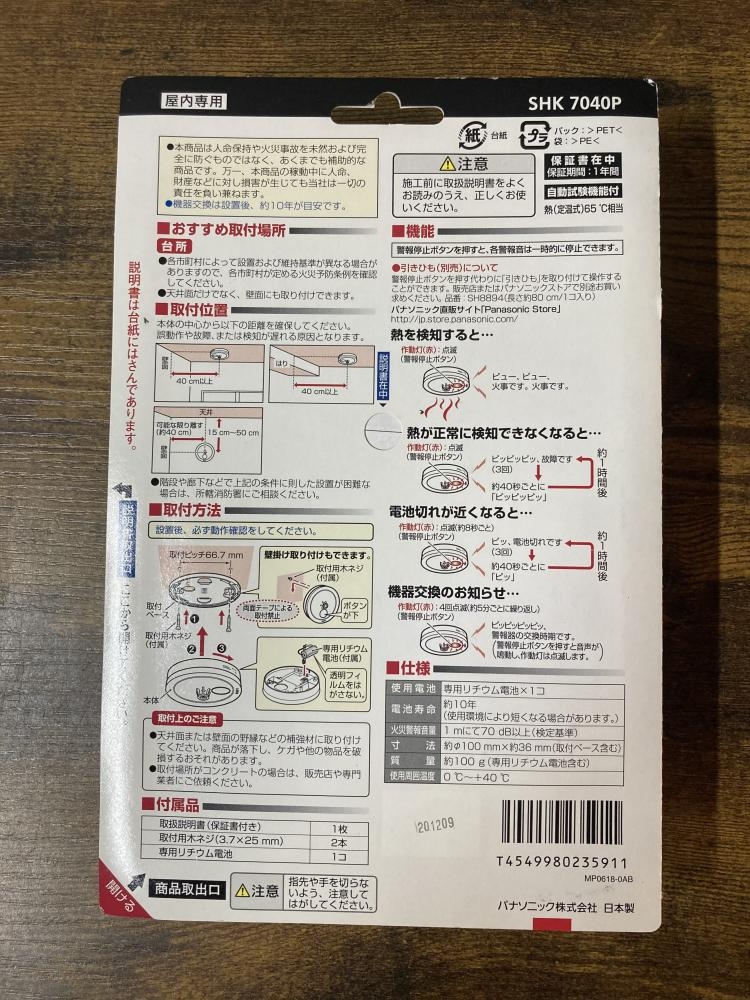 屋内専用
SHK 7040P
●本商品は人命保持や火災事故を未然および完
全に防ぐものではなく、あくまでも補助的な
商品です。万一、本商品の稼動中に人命、
財産などに対し損害が生じても当社は一切の
責任を負い兼ねます。
●機器交換は設置後、約10年が目安です。
紙 台紙
プラ
パック：＞PET＜
袋：＞PE＜
注意
施工前に取扱説明書をよく
お読みのうえ、正しくお使
いください。
保証書在中
保証期間：1年間
自動試験機能付
熱(定温式)65℃相当
■おすすめ取付場所
台所
●各市町村によって設置および維持基準が異なる場合が
ありますので、各市町村が定める火災予防条例を確認
してください。
●天井面だけでなく、壁面にも取り付けできます。
■取付位置
本体の中心から以下の距離を確保してください。
誤動作や故障、または検知が遅れる原因となります。
壁面
40 cm以上
はり
40 cm以上
天井
壁面
可能な限り離す
(約40 cm)
15 cm～50 cm
●階段や廊下などで上記の条件に則した設置が困難な
場合は、所轄消防署にご相談ください。
説明書在中
説明書は台紙にはさんであります。
■取付方法
設置後、必ず動作確認をしてください。
取付ピッチ66.7 mm
壁掛け取り付けもできます。
取付用木ネジ
(付属)
ボタン
が下
取付
ベース
両面テープによる
取付禁止
取付用木ネジ
(付属)
1
2
3
専用リチウム
電池(付属)
透明フィ
ルムをは
がさない。
本体
取付上のご注意
●天井面または壁面の野縁などの補強材に取り付け
てください。商品が落下し、ケガや他の物品を破
損するおそれがあります。
●取付場所がコンクリートの場合は、販売店や専門
業者にご依頼ください。
■付属品
取扱説明書(保証書付き) 1枚
取付用木ネジ(3.7×25 mm) 2本
専用リチウム電池 1コ
開ける
商品取出口
注意
指先や手を切らな
いよう、注意して
はがしてください。
■機能
警報停止ボタンを押すと、各警報音は一時的に停止できます。
●引きひも(別売)について
警報停止ボタンを押す代わりに「引きひも」を取り付けて操作する
ことができます。販売店またはパナソニックストアで別途お買い
求めください。品番：SH8894(長さ約80 cm/1コ入り)
パナソニック直販サイト「Panasonic Store」
http://jp.store.panasonic.com/
熱を検知すると…
作動灯(赤)：点滅
(警報停止ボタン)
ビュー、ビュー、
火事です。火事です。
熱が正常に検知できなくなると…
作動灯(赤)：点滅
(警報停止ボタン)
ピッピッピッ、故障です
(3回)
約40秒ごとに
「ピッピッピッ」
約1時間後
電池切れが近くなると…
作動灯(赤)：点滅(約8秒ごと)
(警報停止ボタン)
ピッ、電池切れです
(3回)
約40秒ごとに
「ピッ」
約1時間後
機器交換のお知らせ…
作動灯(赤)：4回点滅(約5分ごとに繰り返し)
(警報停止ボタン)
ピッピッピッピッ、
警報器の交換時期です。
(警報停止ボタンを押すと音声が
鳴動し、作動灯は点滅します。)
■仕様
使用電池 専用リチウム電池×1コ
電池寿命 約10年
(使用環境により短くなる場合があります。)
火災警報音量 1 mにて70 dB以上(検定基準)
寸法 約φ100 mm×約36 mm(取付ベース含む)
質量 約100 g(専用リチウム電池含む)
使用周囲温度 0 ℃～+40 ℃
201209
T4549980235911
MP0618-0AB
パナソニック株式会社 日本製